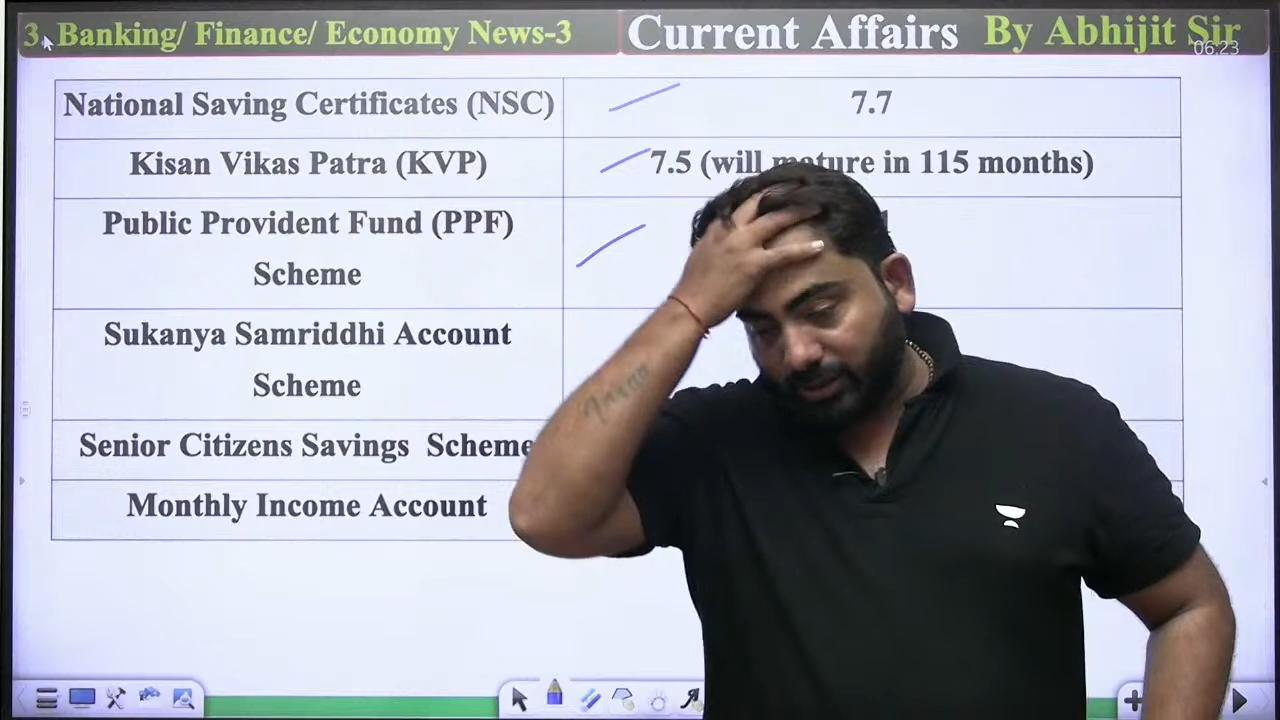 3. Banking/ Finance/ Economy News-3
Current Affairs By Abhijit Sir
06:23
National Saving Certificates (NSC) 7.7
Kisan Vikas Patra (KVP) 7.5 (will mature in 115 months)
Public Provident Fund (PPF)
Scheme
Sukanya Samriddhi Account
Scheme
Senior Citizens Savings Scheme
Monthly Income Account